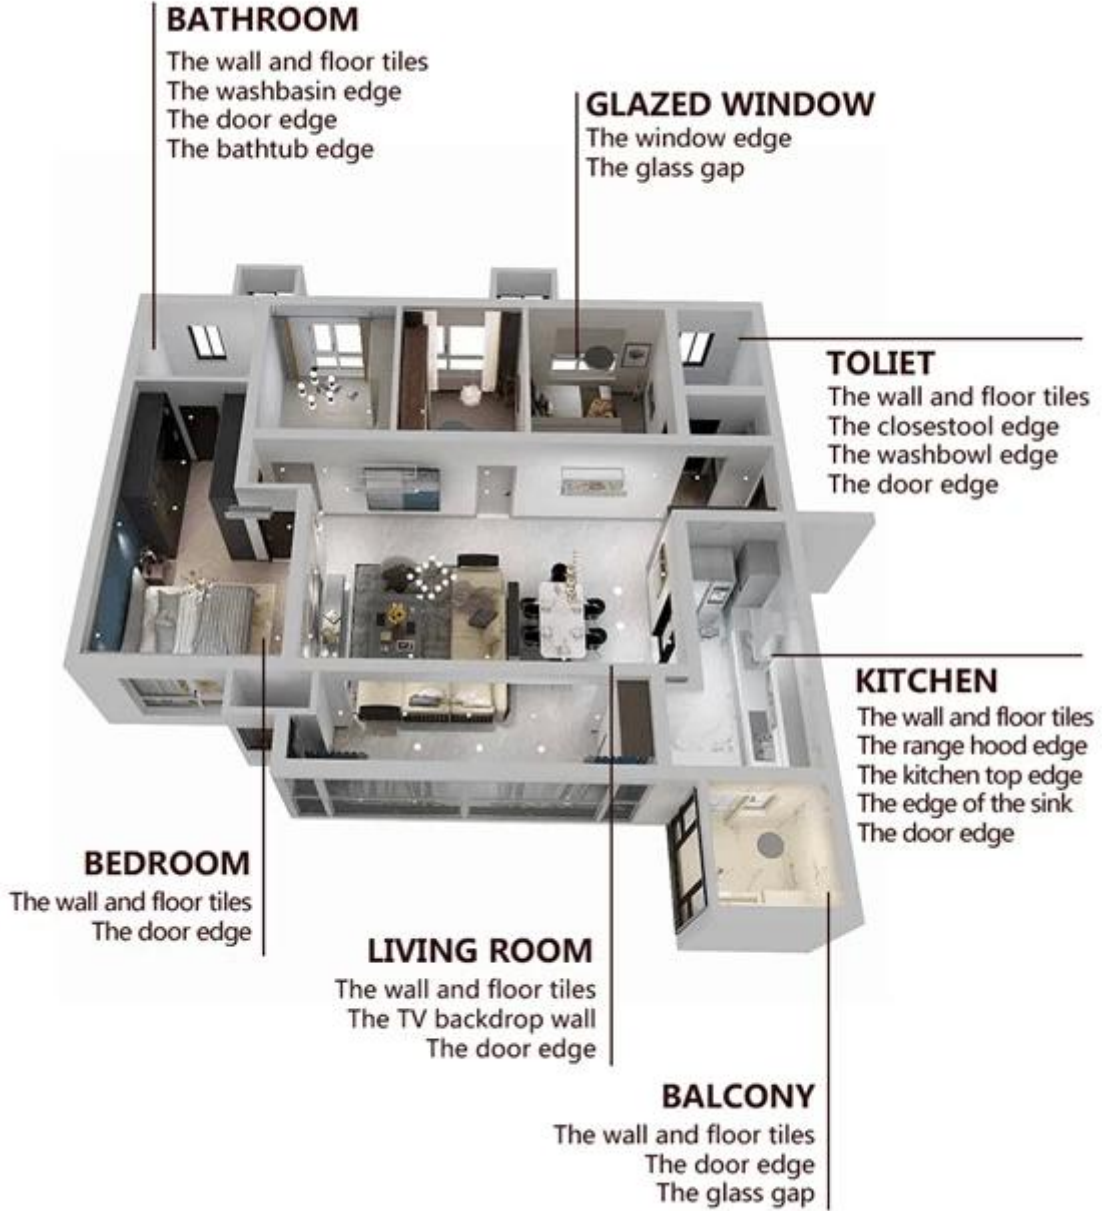 BATHROOM
The wall and floor tiles
The washbasin edge
The door edge
The bathtub edge
GLAZED WINDOW
The window edge
The glass gap
TOLIET
The wall and floor tiles
The closestool edge
The washbowl edge
The door edge
KITCHEN
The wall and floor tiles
The range hood edge
The kitchen top edge
The edge of the sink
The door edge
BEDROOM
The wall and floor tiles
The door edge
LIVING ROOM
The wall and floor tiles
The TV backdrop wall
The door edge
BALCONY
The wall and floor tiles
The door edge
The glass gap